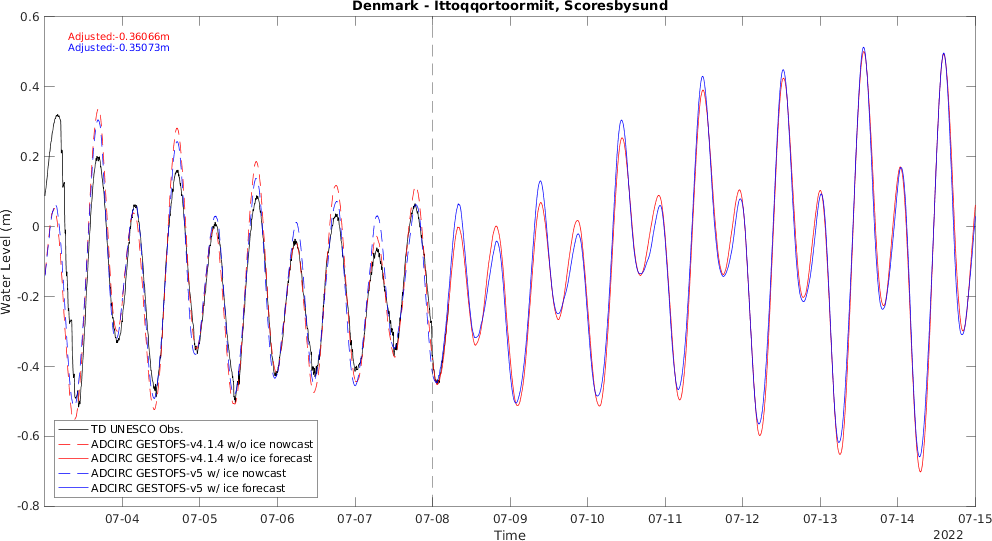 Denmark - Ittoqqortoormiit, Scoresbysund
Adjusted:-0.36066m
Adjusted:-0.35073m
0.6
0.4
0.2
0
-0.2
-0.4
-0.6
-0.8
Water Level (m)
TD UNESCO Obs.
ADCIRC GESTOFS-v4.1.4 w/o ice nowcast
ADCIRC GESTOFS-v4.1.4 w/o ice forecast
ADCIRC GESTOFS-v5 w/ ice nowcast
ADCIRC GESTOFS-v5 w/ ice forecast
07-04 07-05 07-06 07-07 07-08 07-09 07-10 07-11 07-12 07-13 07-14 07-15
Time
2022